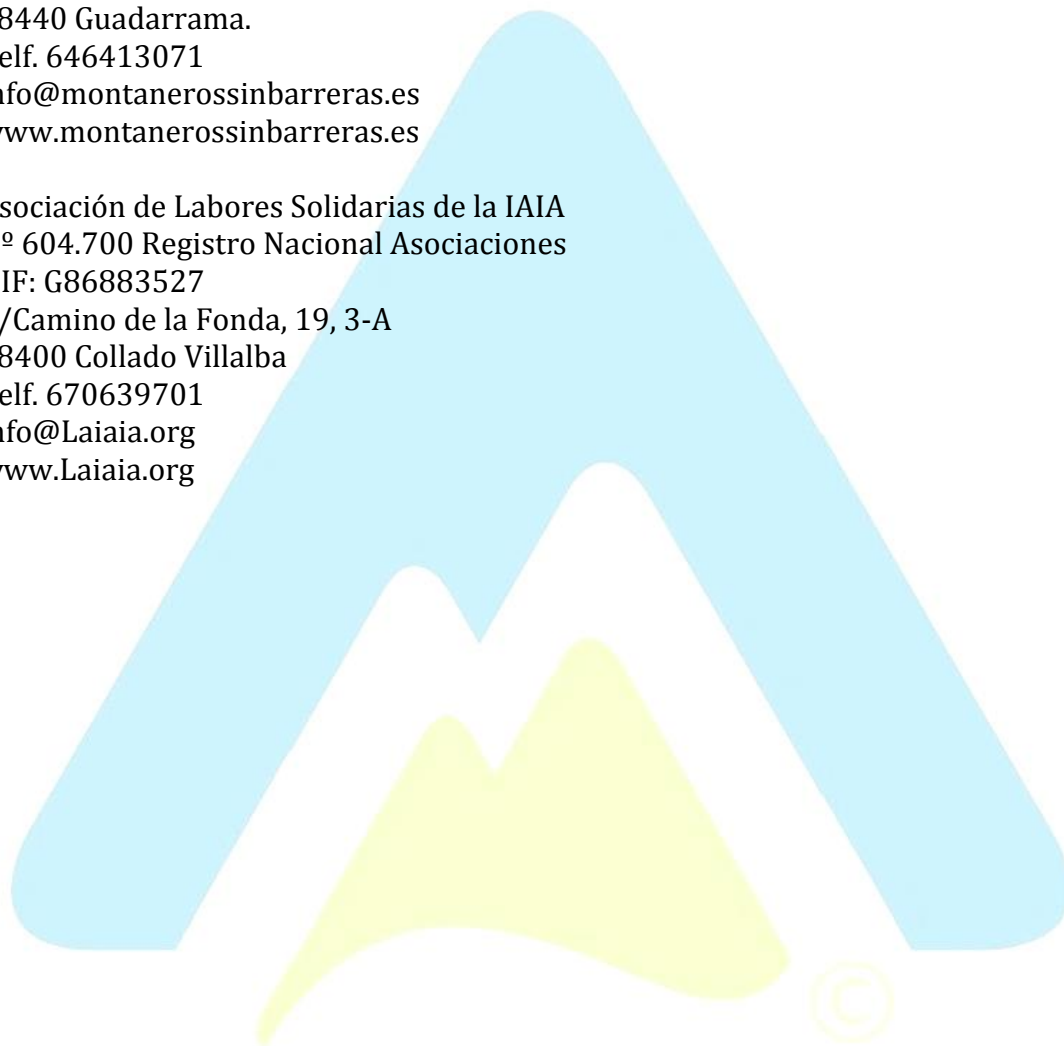 8440 Guadarrama.
elf. 646413071
nfo@montanerossinbarreras.es
www.montanerossinbarreras.es
sociación de Labores Solidarias de la IAIA
º 604.700 Registro Nacional Asociaciones
IF: G86883527
/Camino de la Fonda, 19, 3-A
8400 Collado Villalba
elf. 670639701
nfo@Laiaia.org
www.Laiaia.org
©